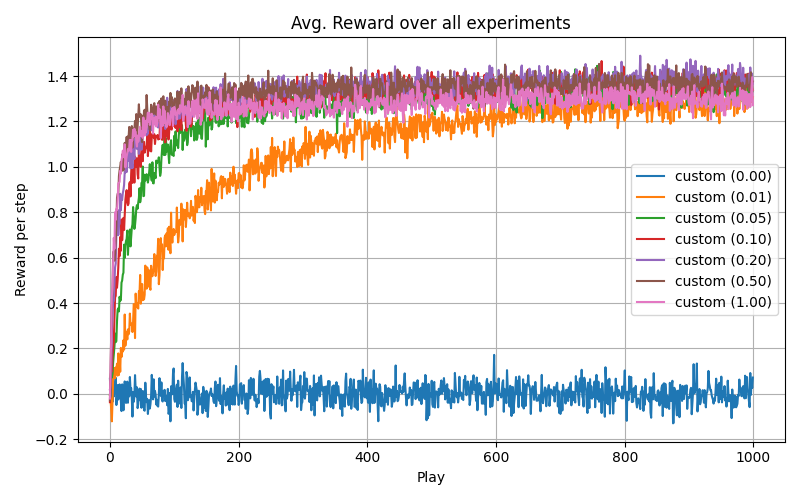 Avg. Reward over all experiments
Reward per step
1.4
1.2
1.0
0.8
0.6
0.4
0.2
0.0
−0.2
custom (0.00)
custom (0.01)
custom (0.05)
custom (0.10)
custom (0.20)
custom (0.50)
custom (1.00)
0 200 400 600 800 1000
Play